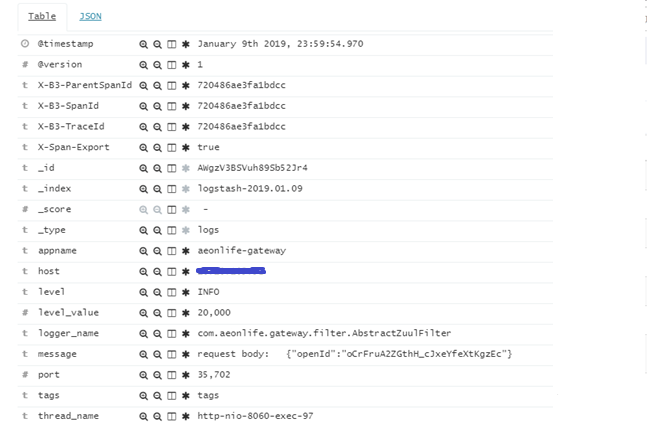 Table JSON
@timestamp January 9th 2019, 23:59:54.970
# @version 1
t X-B3-ParentSpanId 720486ae3fa1bdcc
t X-B3-SpanId 720486ae3fa1bdcc
t X-B3-TraceId 720486ae3fa1bdcc
t X-Span-Export true
t _id AWgzV3BSVuh89Sb52Jr4
t _index logstash-2019.01.09
# _score -
t _type logs
t appname aeonlife-gateway
t host
t level INFO
# level_value 20,000
t logger_name com.aeonlife.gateway.filter.AbstractZuulFilter
t message request body: {"openId":"oCrFruA2ZGthH_cJxeYfeXtKgzEc"}
# port 35,702
t tags tags
t thread_name http-nio-8060-exec-97